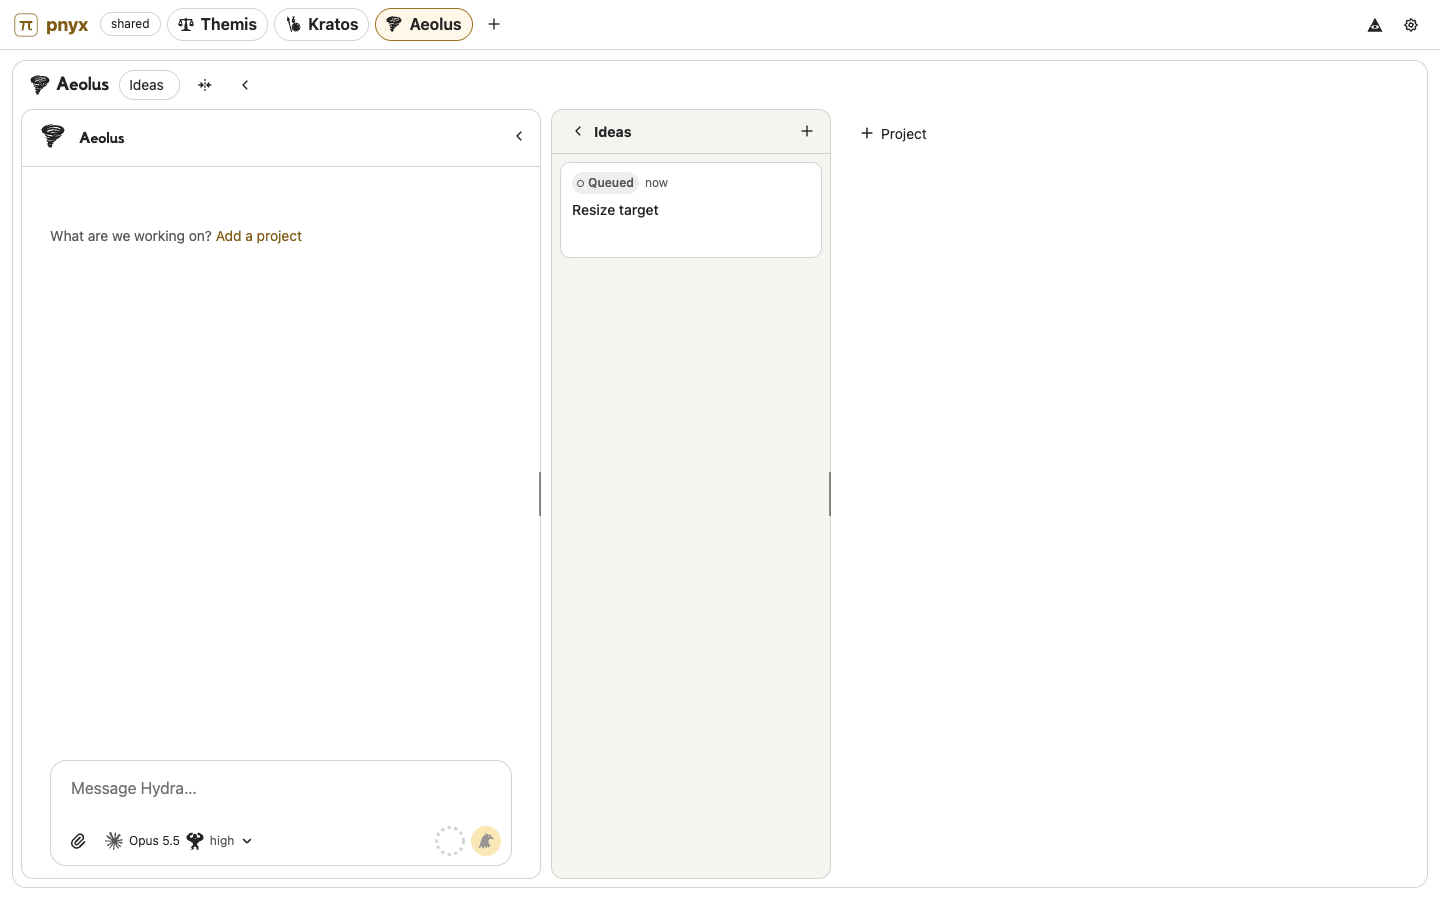 π pnyx shared Themis Kratos Aeolus +
Aeolus Ideas
Aeolus
Ideas
+ Project
Queued now
Resize target
What are we working on? Add a project
Message Hydra...
Opus 5.5 high